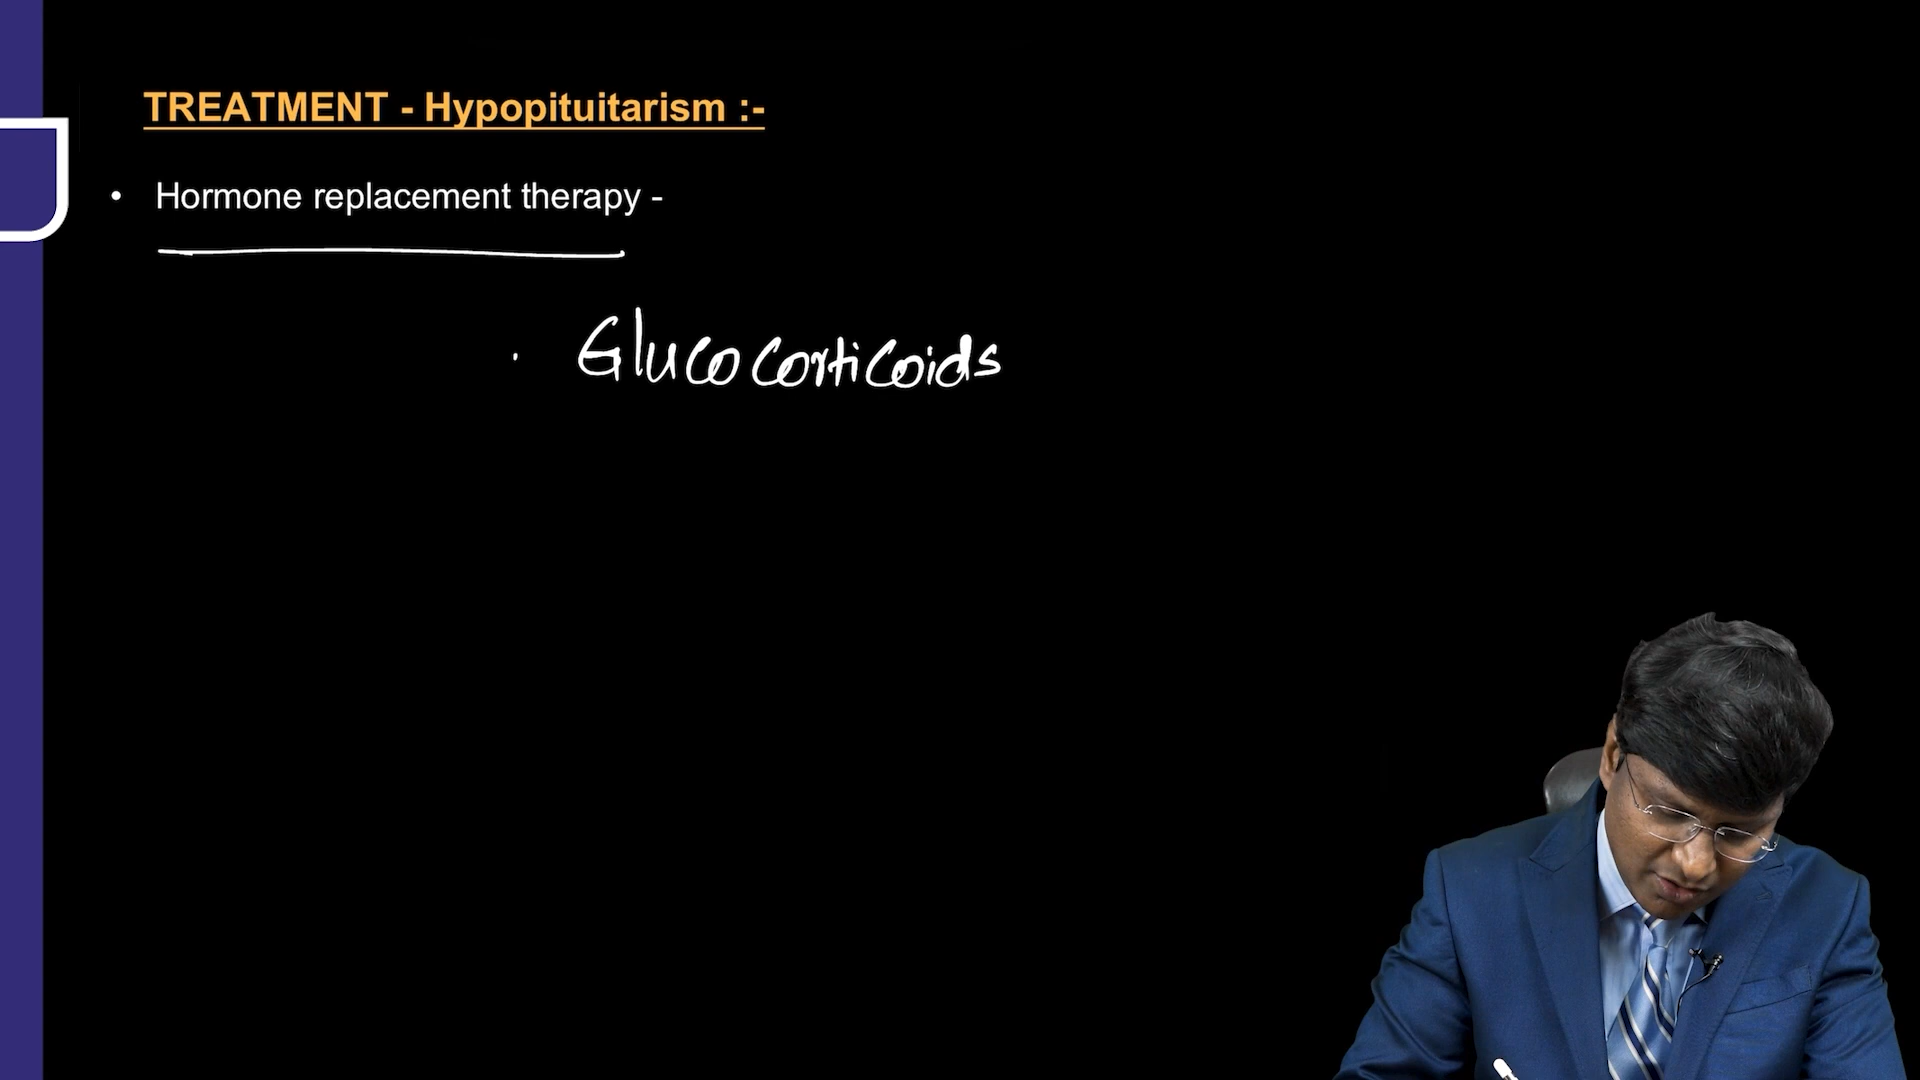 TREATMENT - Hypopituitarism :-
• Hormone replacement therapy -
· Glucocorticoids